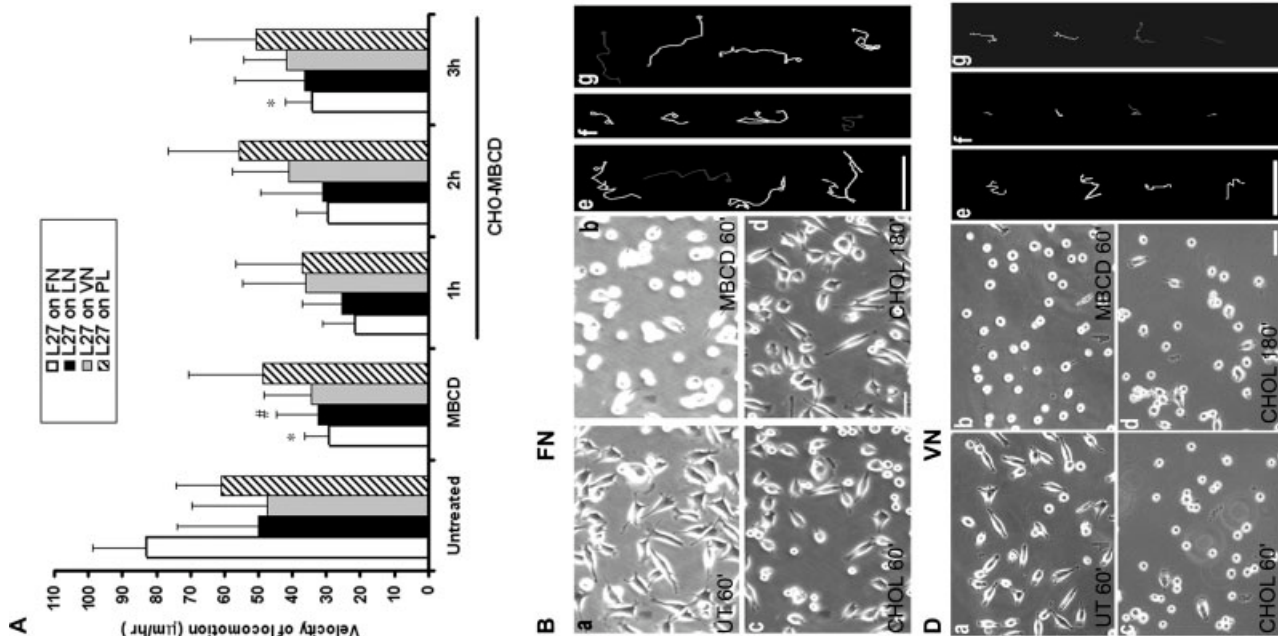 A
L27 on FN
L27 on LN
L27 on VN
L27 on PL
Velocity of locomotion (µm/hr)
110
100
90
80
70
60
50
40
30
20
10
0
*
#
*
Untreated
MBCD
1h
2h
3h
CHO-MBCD
B
FN
a
UT 60'
b
MBCD 60'
c
CHOL 60'
d
CHOL 180'
e
f
g
D
VN
a
UT 60'
b
MBCD 60'
c
CHOL 60'
d
CHOL 180'
e
f
g